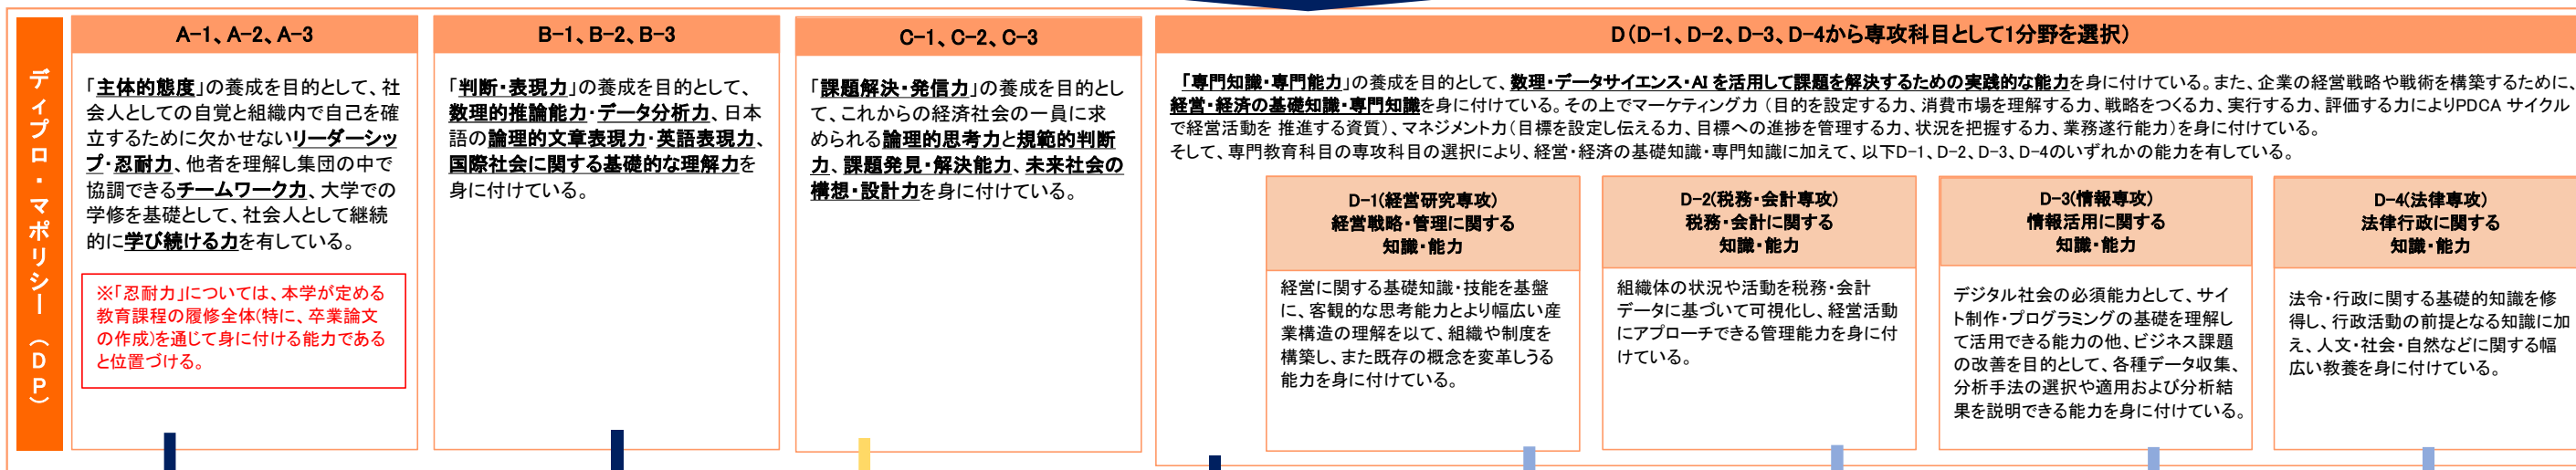 ディプロ・マポリシー（ＤＰ）
A-1、A-2、A-3
「主体的態度」の養成を目的として、社
会人としての自覚と組織内で自己を確
立するために欠かせないリーダーシッ
プ・忍耐力、他者を理解し集団の中で
協調できるチームワーク力、大学での
学修を基礎として、社会人として継続
的に学び続ける力を有している。
※「忍耐力」については、本学が定める
教育課程の履修全体(特に、卒業論文
の作成)を通じて身に付ける能力である
と位置づける。
B-1、B-2、B-3
「判断・表現力」の養成を目的として、
数理的推論能力・データ分析力、日本
語の論理的文章表現力・英語表現力、
国際社会に関する基礎的な理解力を
身に付けている。
C-1、C-2、C-3
「課題解決・発信力」の養成を目的とし
て、これからの経済社会の一員に求
められる論理的思考力と規範的判断
力、課題発見・解決能力、未来社会の
構想・設計力を身に付けている。
D（D-1、D-2、D-3、D-4から専攻科目として1分野を選択）
「専門知識・専門能力」の養成を目的として、数理・データサイエンス・AI を活用して課題を解決するための実践的な能力を身に付けている。また、企業の経営戦略や戦術を構築するために、
経営・経済の基礎知識・専門知識を身に付けている。その上でマーケティング力（目的を設定する力、消費市場を理解する力、戦略をつくる力、実行する力、評価する力によりPDCA サイクル
で経営活動を 推進する資質）、マネジメント力（目標を設定し伝える力、目標への進捗を管理する力、状況を把握する力、業務遂行能力）を身に付けている。
そして、専門教育科目の専攻科目の選択により、経営・経済の基礎知識・専門知識に加えて、以下D-1、D-2、D-3、D-4のいずれかの能力を有している。
D-1(経営研究専攻)
経営戦略・管理に関する
知識・能力
経営に関する基礎知識・技能を基盤
に、客観的な思考能力とより幅広い産
業構造の理解を以て、組織や制度を
構築し、また既存の概念を変革しうる
能力を身に付けている。
D-2(税務・会計専攻)
税務・会計に関する
知識・能力
組織体の状況や活動を税務・会計
データに基づいて可視化し、経営活動
にアプローチできる管理能力を身に付
けている。
D-3(情報専攻)
情報活用に関する
知識・能力
デジタル社会の必須能力として、サイ
ト制作・プログラミングの基礎を理解し
て活用できる能力の他、ビジネス課題
の改善を目的として、各種データ収集、
分析手法の選択や適用および分析結
果を説明できる能力を身に付けている。
D-4(法律専攻)
法律行政に関する
知識・能力
法令・行政に関する基礎的知識を修
得し、行政活動の前提となる知識に加
え、人文・社会・自然などに関する幅
広い教養を身に付けている。